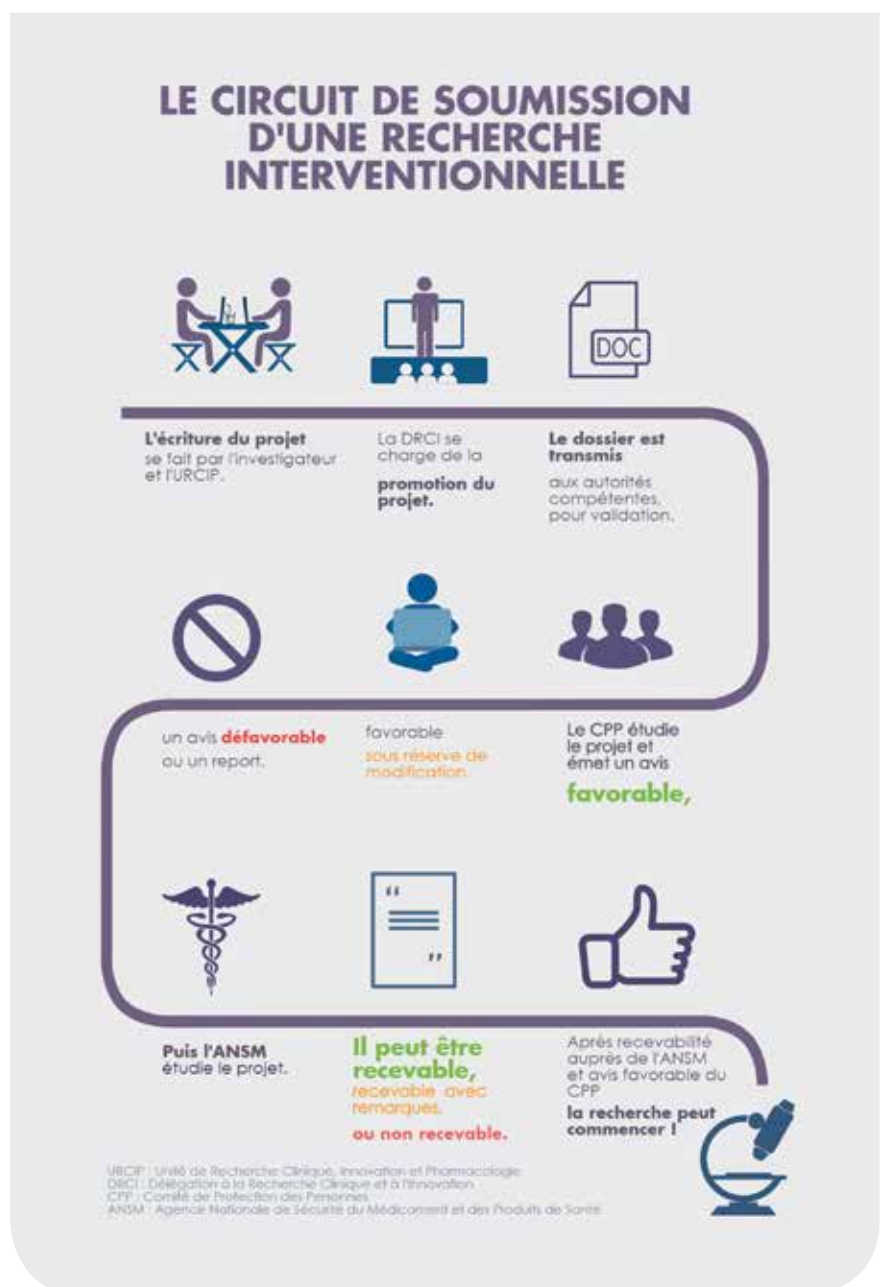 LE CIRCUIT DE SOUMISSION
D'UNE RECHERCHE
INTERVENTIONNELLE
DOC
L'écriture du projet
se fait par l'investigateur
et l'URCIP.
La DRCI se
charge de la
promotion du
projet.
Le dossier est
transmis
aux autorités
compétentes,
pour validation.
Le CPP étudie
le projet et
émet un avis
favorable,
favorable
sous réserve de
modification
un avis défavorable
ou un report.
Puis l'ANSM
étudie le projet.
Il peut être
recevable,
recevable avec
remarques,
ou non recevable.
Après recevabilité
auprès de l'ANSM
et avis favorable du
CPP
la recherche peut
commencer !
URCIP : Unité de Recherche Clinique, Innovation et Pharmacologie
DRCI : Délégation à la Recherche Clinique et à l'Innovation
CPP : Comité de Protection des Personnes
ANSM : Agence Nationale de Sécurité du Médicament et des Produits de Santé